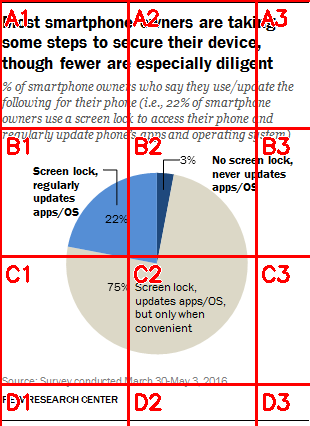 A1 A2 A3
Most smartphone owners are taking
some steps to secure their device,
though fewer are especially diligent
% of smartphone owners who say they use/update the
following for their phone (i.e., 22% of smartphone
owners use a screen lock to access their phone and
regularly update phone's apps and operating system)
B1 B2 B3
3%
No screen lock,
never updates
apps/OS
Screen lock,
regularly
updates
apps/OS
22%
C1 C2 C3
75% Screen lock,
updates apps/OS,
but only when
convenient
Source: Survey conducted March 30-May 3, 2016.
D1 D2 D3
PEW RESEARCH CENTER